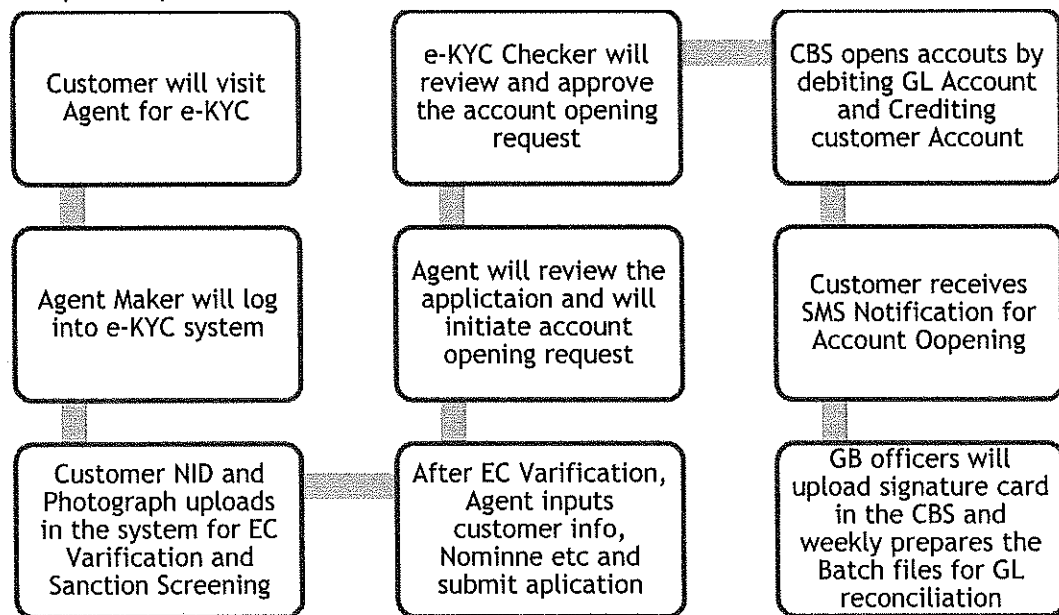 Customer will visit
Agent for e-KYC
Agent Maker will log
into e-KYC system
Customer NID and
Photograph uploads
in the system for EC
Varification and
Sanction Screening
After EC Varification,
Agent inputs
customer info,
Nominne etc and
submit aplication
Agent will review the
applictaion and will
initiate account
opening request
e-KYC Checker will
review and approve
the account opening
request
CBS opens accouts by
debiting GL Account
and Crediting
customer Account
Customer receives
SMS Notification for
Account Oopening
GB officers will
upload signature card
in the CBS and
weekly prepares the
Batch files for GL
reconciliation